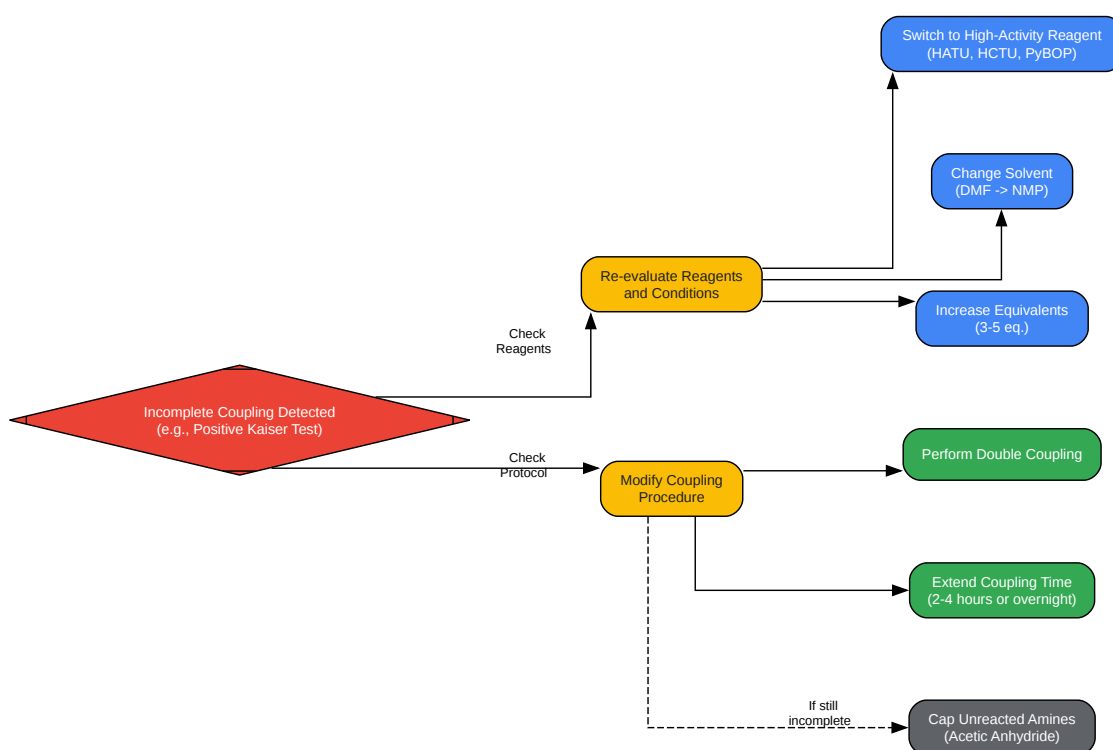 Switch to High-Activity Reagent
(HATU, HCTU, PyBOP)
Change Solvent
(DMF -> NMP)
Re-evaluate Reagents
and Conditions
Increase Equivalents
(3-5 eq.)
Check
Reagents
Incomplete Coupling Detected
(e.g., Positive Kaiser Test)
Check
Protocol
Modify Coupling
Procedure
Perform Double Coupling
Extend Coupling Time
(2-4 hours or overnight)
If still
incomplete
Cap Unreacted Amines
(Acetic Anhydride)